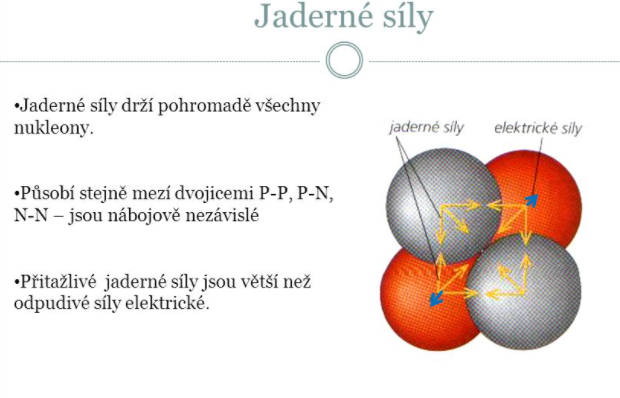 Jaderné síly
•Jaderné síly drží pohromadě všechny
nukleony.
•Působí stejně mezí dvojicemi P-P, P-N,
N-N – jsou nábojově nezávislé
•Přitažlivé jaderné síly jsou větší než
odpudivé síly elektrické.
jaderné síly
elektrické síly